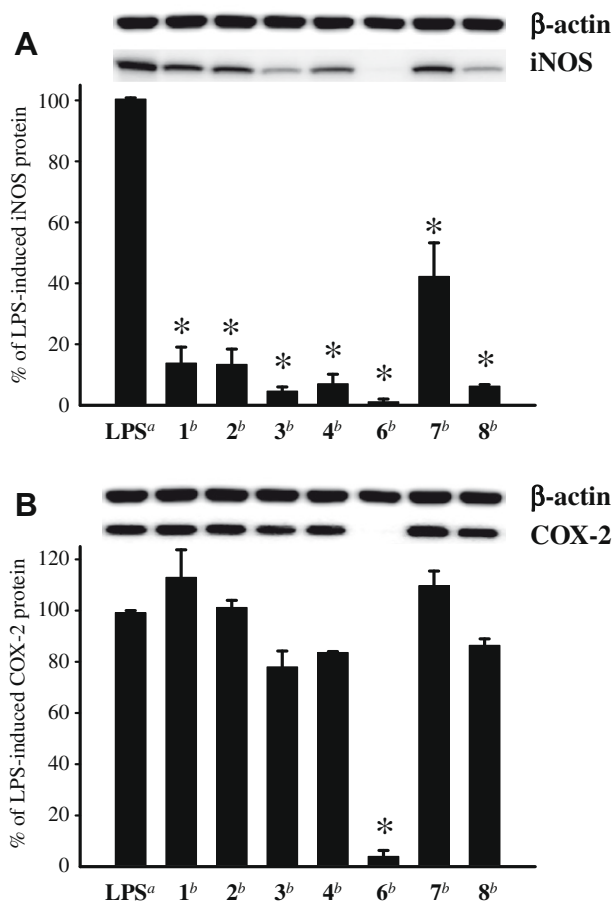 A
β-actin
iNOS
% of LPS-induced iNOS protein
100
80
60
40
20
0
* * * * * * *
LPSᵃ 1ᵇ 2ᵇ 3ᵇ 4ᵇ 6ᵇ 7ᵇ 8ᵇ
B
β-actin
COX-2
% of LPS-induced COX-2 protein
120
100
80
60
40
20
0
*
LPSᵃ 1ᵇ 2ᵇ 3ᵇ 4ᵇ 6ᵇ 7ᵇ 8ᵇ